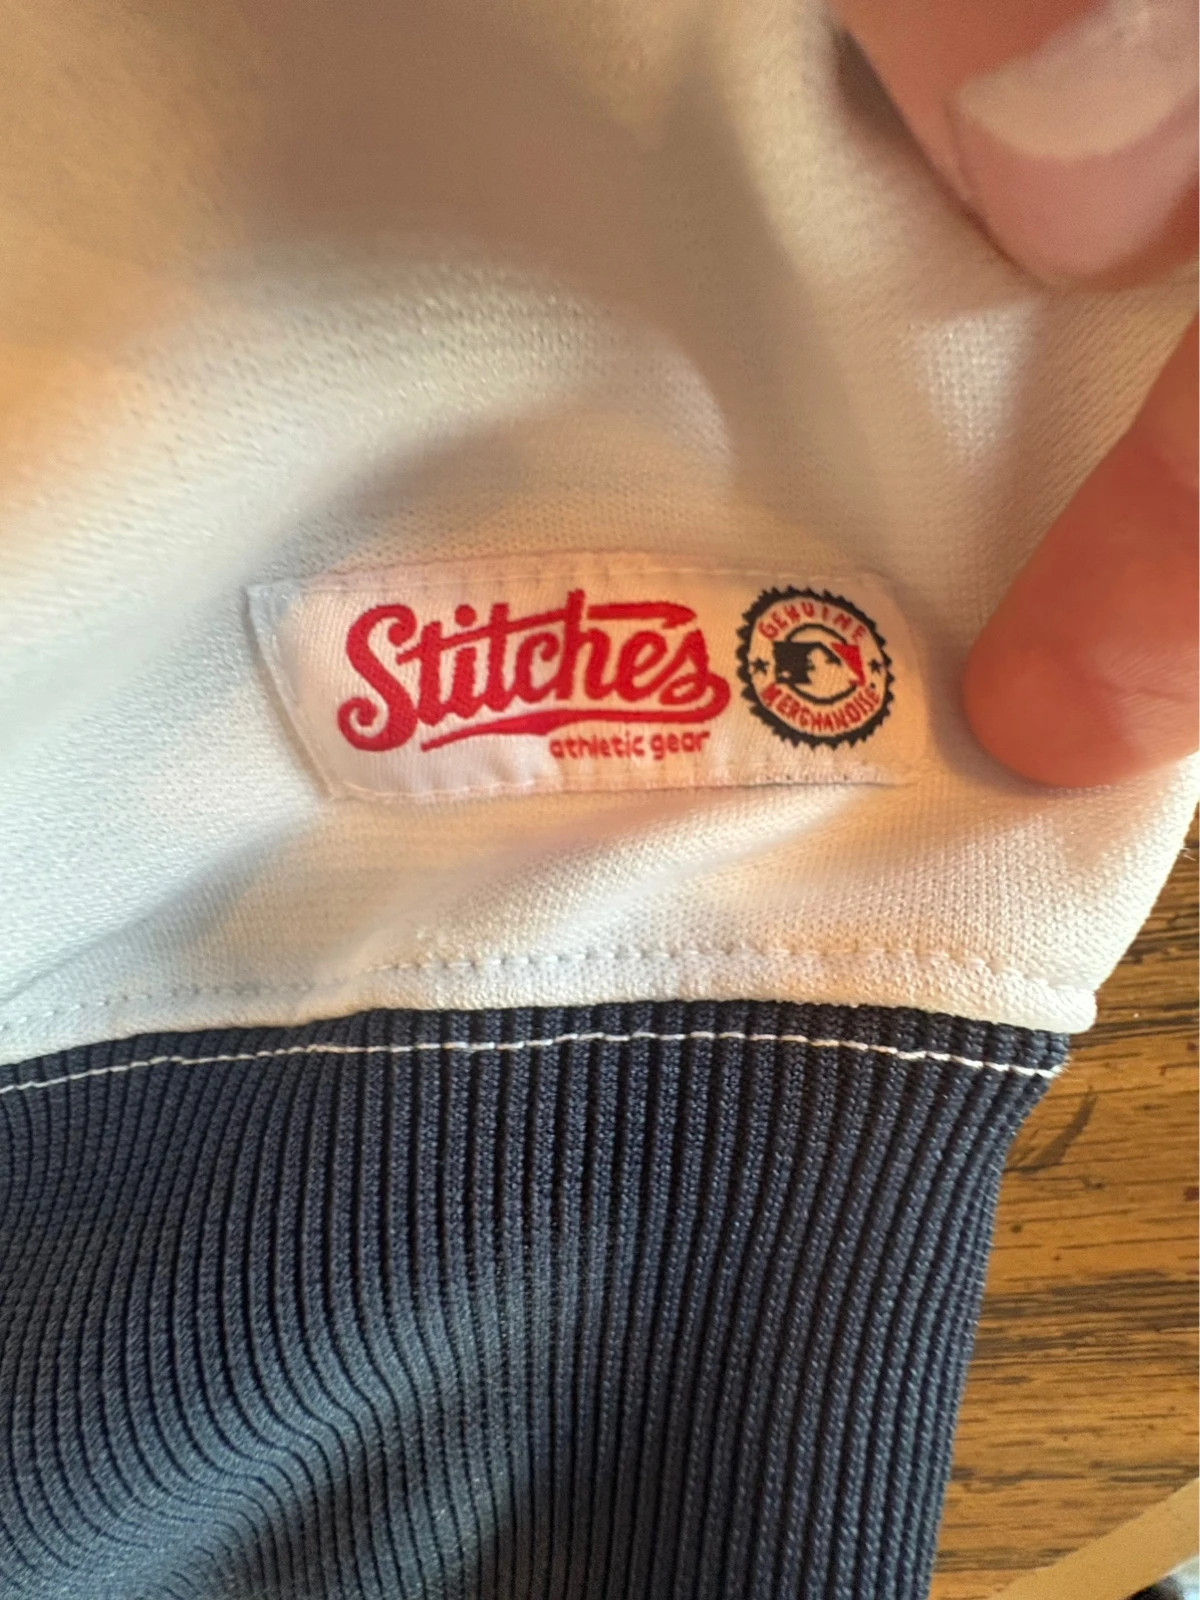 Stitches
athletic gear
GENUINE
MERCHANDISE